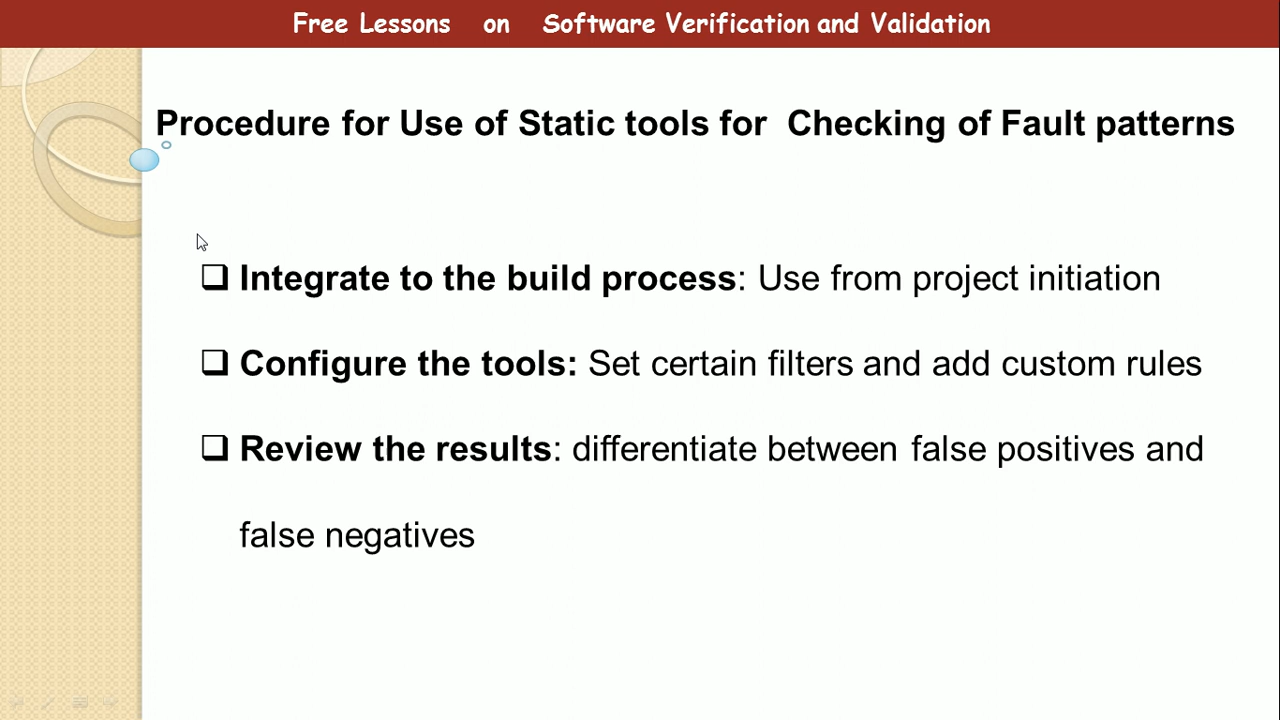 Free Lessons on Software Verification and Validation
Procedure for Use of Static tools for Checking of Fault patterns
❑ Integrate to the build process: Use from project initiation
❑ Configure the tools: Set certain filters and add custom rules
❑ Review the results: differentiate between false positives and
false negatives